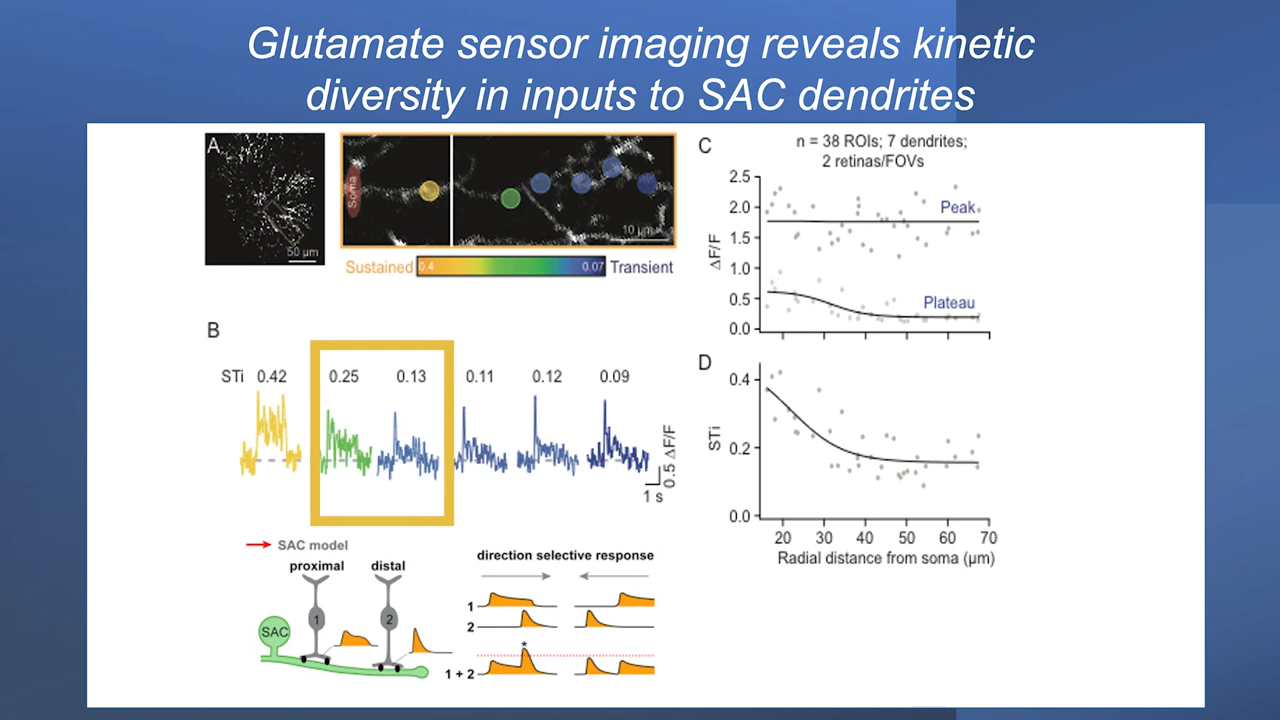 Glutamate sensor imaging reveals kinetic
diversity in inputs to SAC dendrites
A
50 µm
Soma
10 µm
Sustained 0.4 0.07 Transient
B
STi 0.42 0.25 0.13 0.11 0.12 0.09
0.5 ΔF/F
1 s
SAC model
proximal distal
SAC
1
2
direction selective response
1
2
*
1 + 2
C
n = 38 ROIs; 7 dendrites;
2 retinas/FOVs
2.5
2.0
1.5
1.0
0.5
0.0
ΔF/F
Peak
Plateau
D
0.4
0.2
0.0
STi
20 30 40 50 60 70
Radial distance from soma (µm)